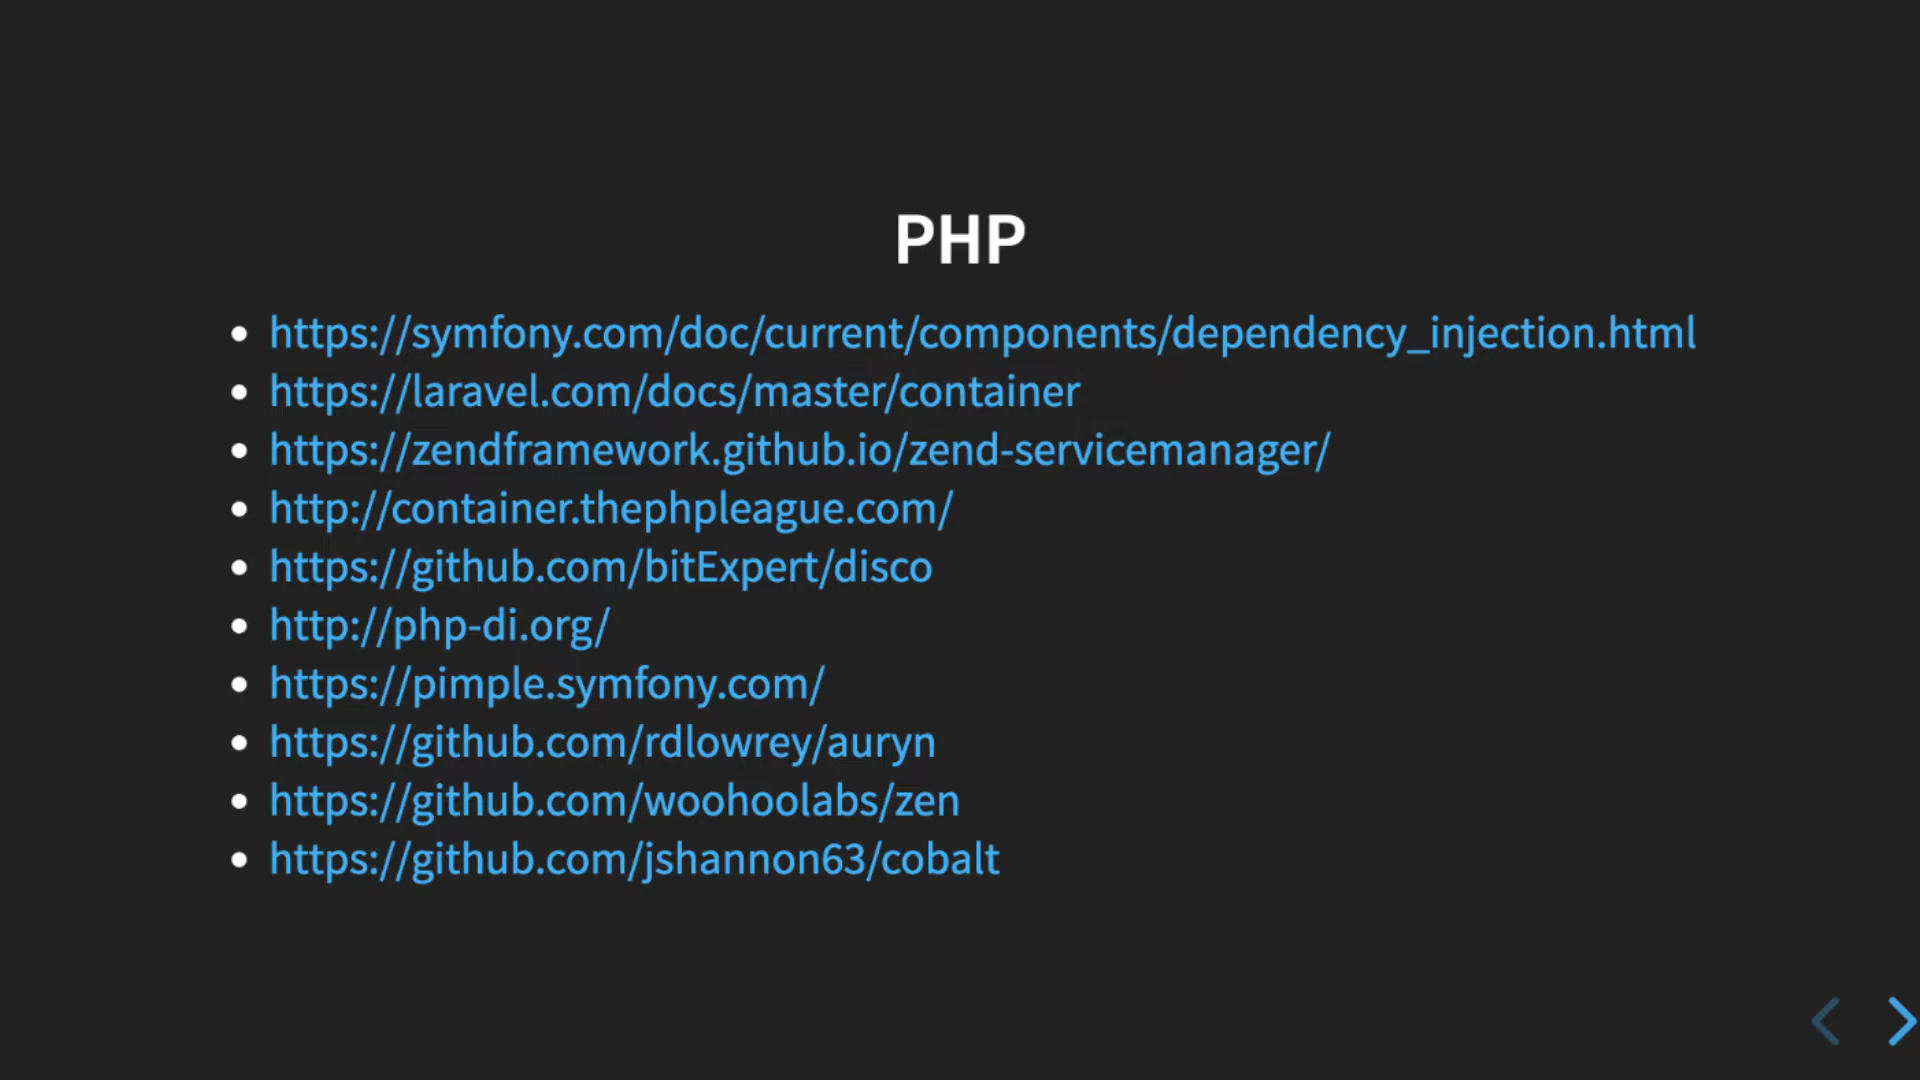 PHP
https://symfony.com/doc/current/components/dependency_injection.html
https://laravel.com/docs/master/container
https://zendframework.github.io/zend-servicemanager/
http://container.thephpleague.com/
https://github.com/bitExpert/disco
http://php-di.org/
https://pimple.symfony.com/
https://github.com/rdlowrey/auryn
https://github.com/woohoolabs/zen
https://github.com/jshannon63/cobalt